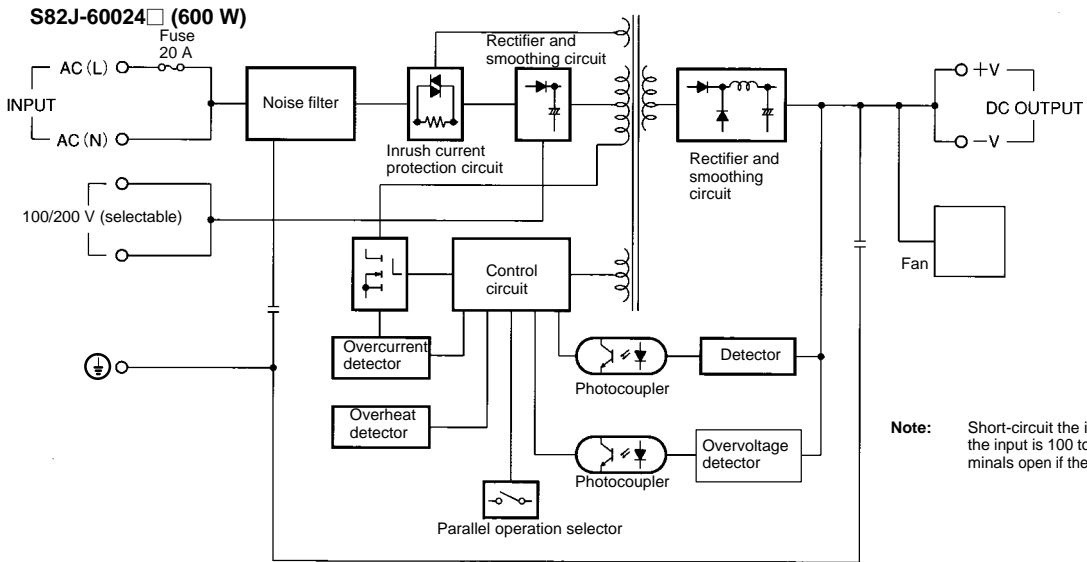 S82J-60024□ (600 W)
Fuse
20 A
AC (L)
INPUT
AC (N)
100/200 V (selectable)
Noise filter
Inrush current
protection circuit
Rectifier and
smoothing circuit
Rectifier and
smoothing
circuit
+V
DC OUTPUT
−V
Fan
Control
circuit
Overcurrent
detector
Overheat
detector
Photocoupler
Detector
Photocoupler
Overvoltage
detector
Parallel operation selector
Note: Short-circuit the i
the input is 100 to
minals open if the